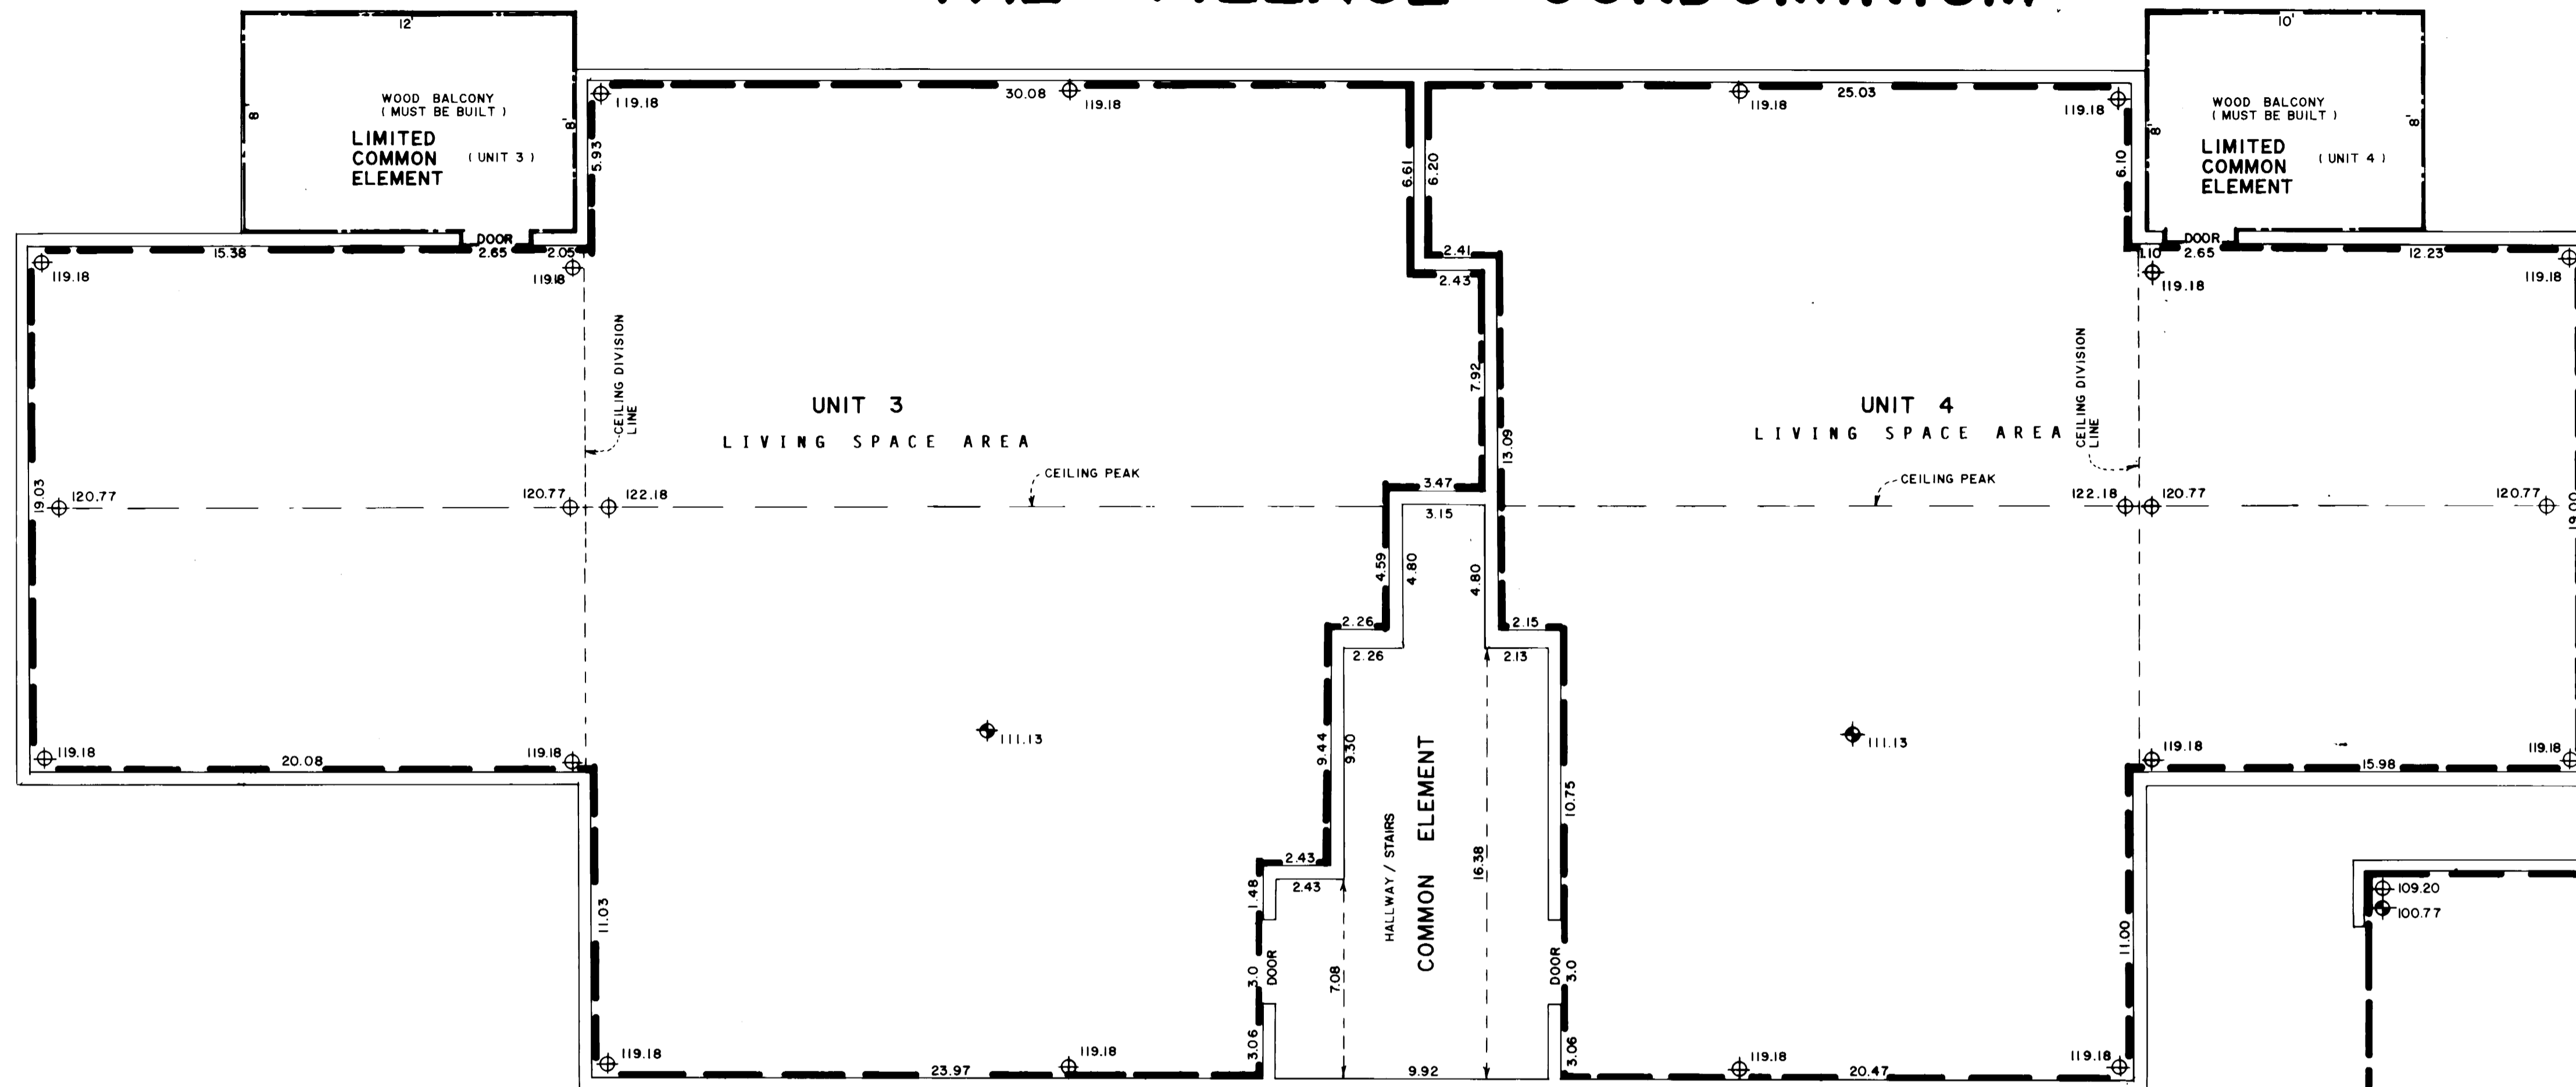 12'
8'
8'
WOOD BALCONY
( MUST BE BUILT )
LIMITED
COMMON
ELEMENT
( UNIT 3 )
DOOR
15.38
2.65
2.05
119.18
119.18
119.18
30.08
119.18
5.93
6.61
6.20
2.41
2.43
119.18
25.03
119.18
6.10
10'
8'
8'
WOOD BALCONY
( MUST BE BUILT )
LIMITED
COMMON
ELEMENT
( UNIT 4 )
DOOR
1.10
2.65
12.23
119.18
119.18
CEILING DIVISION
LINE
UNIT 3
LIVING SPACE AREA
CEILING PEAK
7.92
13.09
UNIT 4
LIVING SPACE AREA
CEILING DIVISION
LINE
CEILING PEAK
19.03
120.77
120.77
122.18
3.47
3.15
122.18
120.77
120.77
19.00
4.59
4.80
4.80
2.26
2.26
2.15
2.13
111.13
111.13
119.18
20.08
119.18
9.44
9.30
10.75
119.18
15.98
119.18
11.03
2.43
2.43
1.48
HALLWAY / STAIRS
COMMON ELEMENT
16.38
11.00
109.20
100.77
3.0
DOOR
7.08
DOOR
3.0
3.06
3.06
119.18
23.97
119.18
9.92
119.18
20.47
119.18